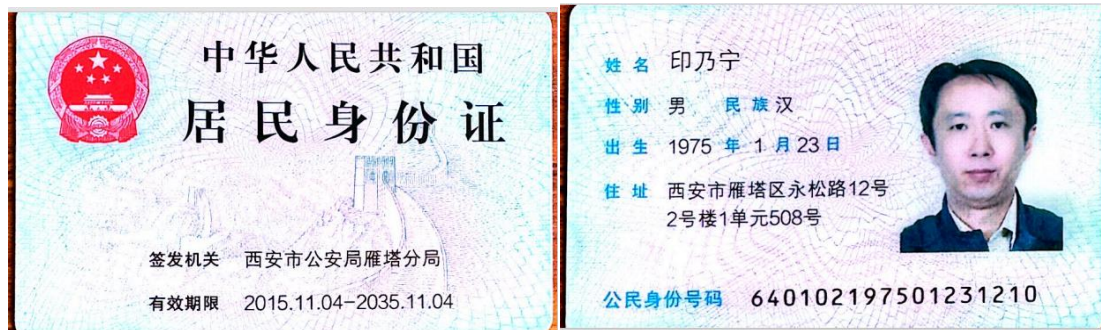 中华人民共和国
居民身份证
签发机关 西安市公安局雁塔分局
有效期限 2015.11.04-2035.11.04
姓名 印乃宁
性别 男 民族 汉
出生 1975 年 1 月 23 日
住址 西安市雁塔区永松路12号
2号楼1单元508号
公民身份号码 640102197501231210